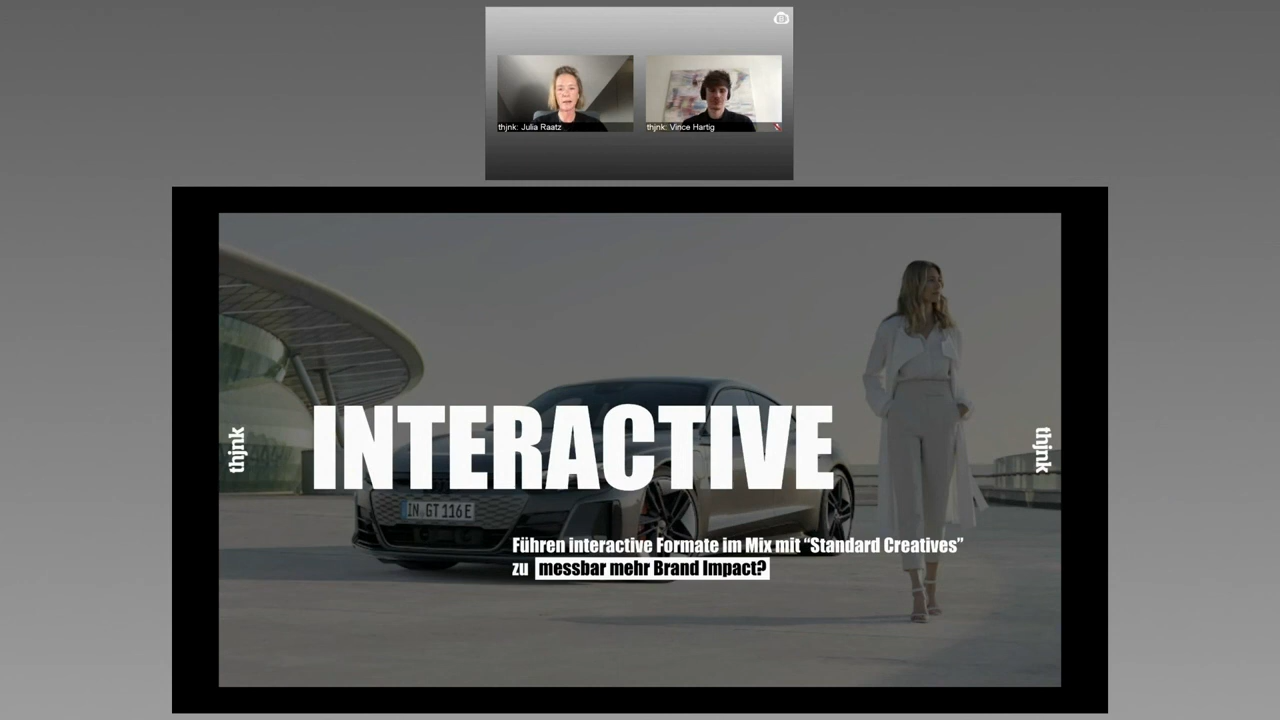 thjnk: Julia Raatz
thjnk: Vince Hartig
INTERACTIVE
thjnk
thjnk
IN GT 116 E
Führen interactive Formate im Mix mit “Standard Creatives”
zu messbar mehr Brand Impact?